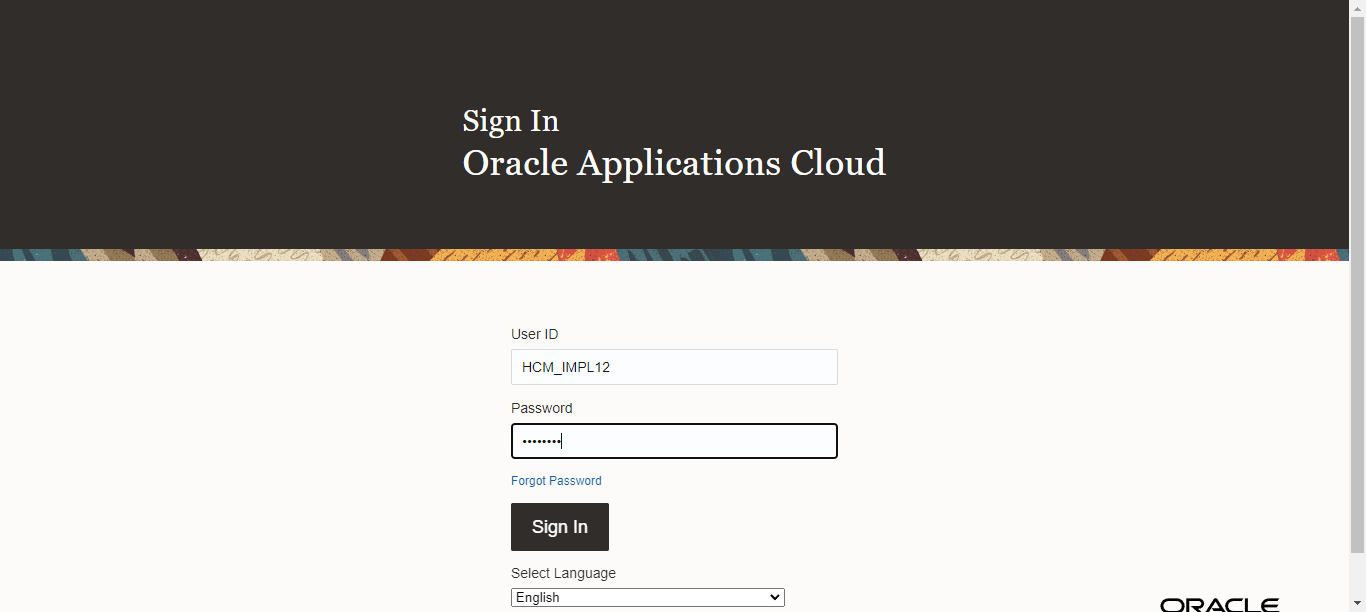 Sign In
Oracle Applications Cloud
User ID
HCM_IMPL12
Password
••••••••
Forgot Password
Sign In
Select Language
English
ORACLE